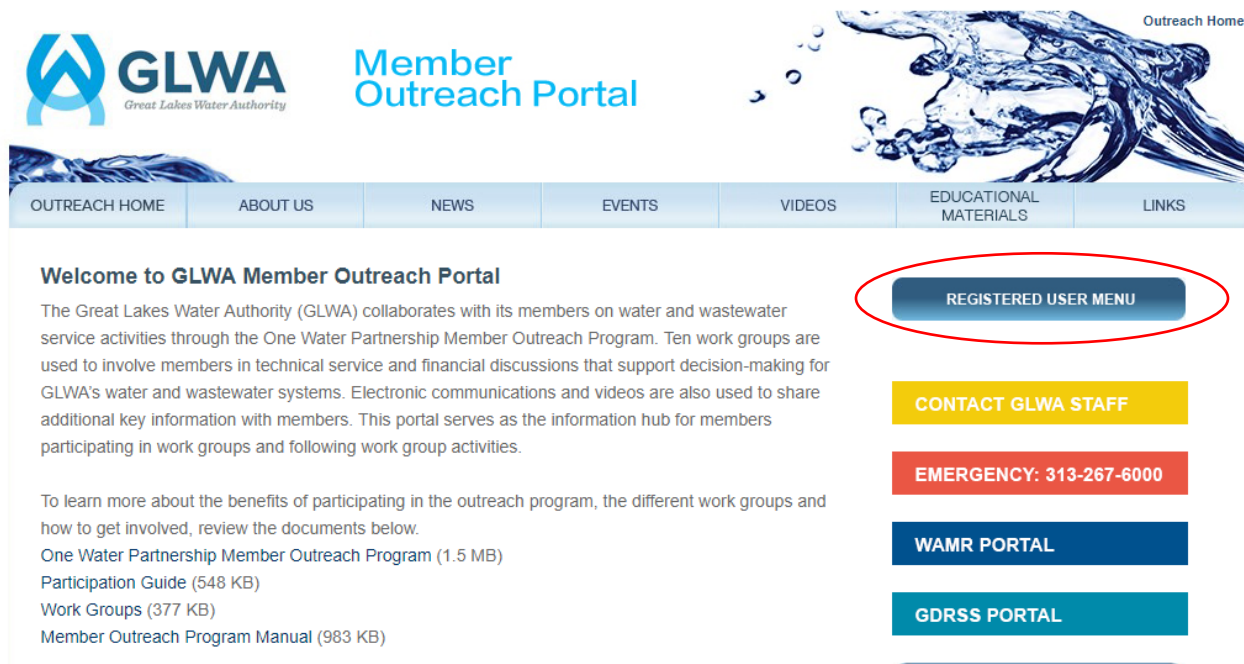 Outreach Home
GLWA
Great Lakes Water Authority
Member
Outreach Portal
OUTREACH HOME
ABOUT US
NEWS
EVENTS
VIDEOS
EDUCATIONAL
MATERIALS
LINKS
Welcome to GLWA Member Outreach Portal
The Great Lakes Water Authority (GLWA) collaborates with its members on water and wastewater
service activities through the One Water Partnership Member Outreach Program. Ten work groups are
used to involve members in technical service and financial discussions that support decision-making for
GLWA's water and wastewater systems. Electronic communications and videos are also used to share
additional key information with members. This portal serves as the information hub for members
participating in work groups and following work group activities.
To learn more about the benefits of participating in the outreach program, the different work groups and
how to get involved, review the documents below.
One Water Partnership Member Outreach Program (1.5 MB)
Participation Guide (548 KB)
Work Groups (377 KB)
Member Outreach Program Manual (983 KB)
REGISTERED USER MENU
CONTACT GLWA STAFF
EMERGENCY: 313-267-6000
WAMR PORTAL
GDRSS PORTAL